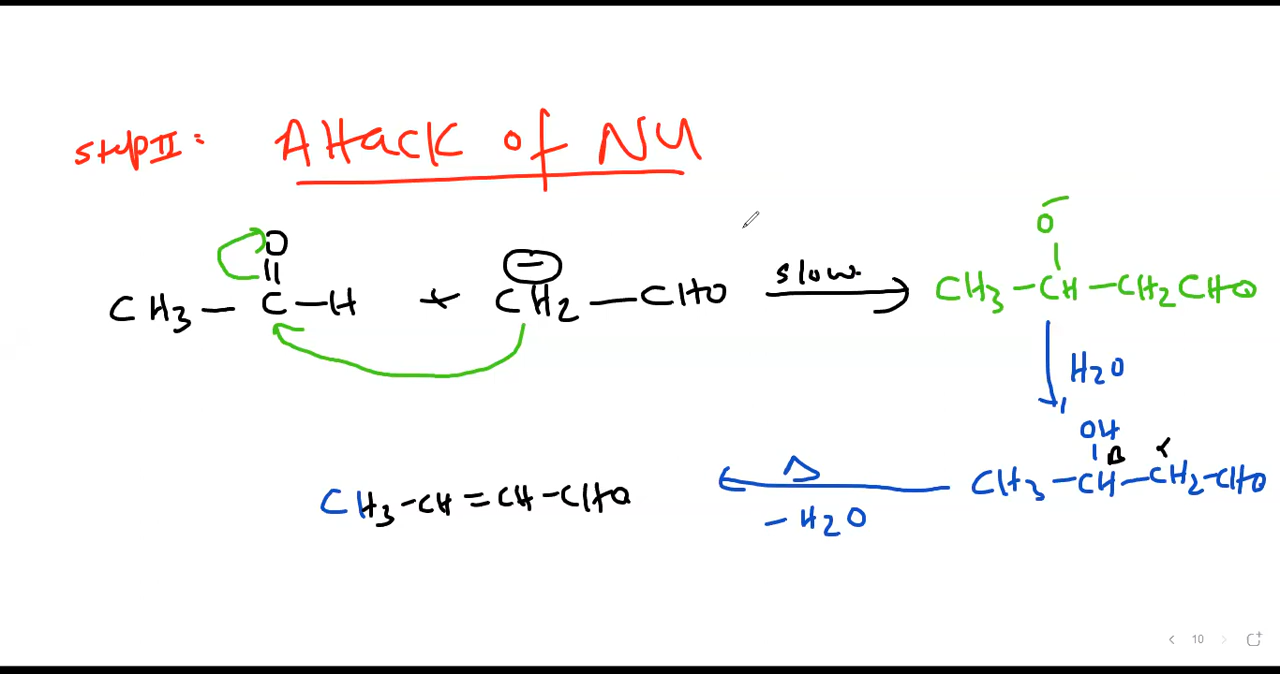 Step II : Attack of NU
O
CH3 — C — H + CH2 — CHO slow
O-
CH3 — CH — CH2CHO
H2O
OH
β α
CH3 — CH — CH2 — CHO
Δ
- H2O
CH3 - CH = CH - CHO
10